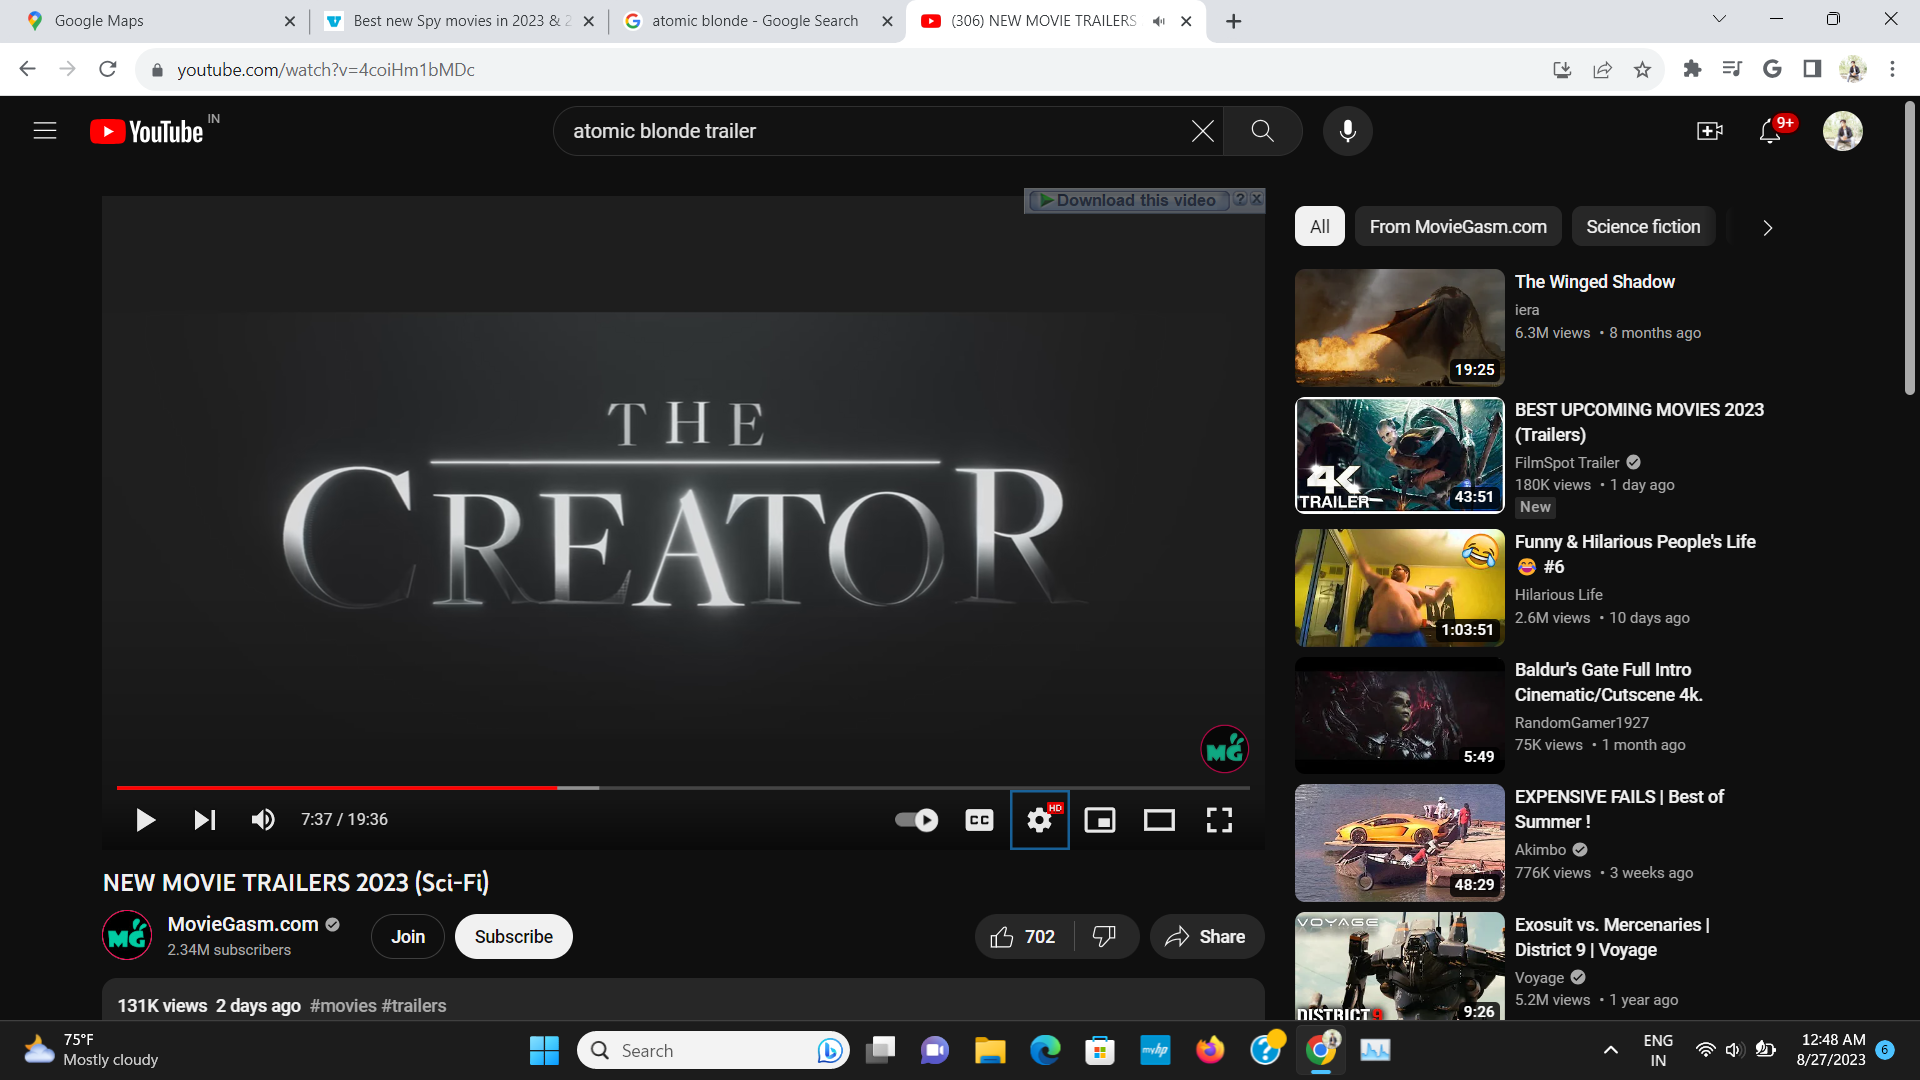 Google Maps
Best new Spy movies in 2023 & 2
atomic blonde - Google Search
(306) NEW MOVIE TRAILERS
youtube.com/watch?v=4coiHm1bMDc
YouTube IN
atomic blonde trailer
9+
Download this video
?
x
All
From MovieGasm.com
Science fiction
THE
CREATOR
MG
7:37 / 19:36
CC
HD
NEW MOVIE TRAILERS 2023 (Sci-Fi)
MG
MovieGasm.com
2.34M subscribers
Join
Subscribe
702
Share
131K views 2 days ago #movies #trailers
19:25
The Winged Shadow
iera
6.3M views • 8 months ago
4K
TRAILER
43:51
BEST UPCOMING MOVIES 2023
(Trailers)
FilmSpot Trailer
180K views • 1 day ago
New
1:03:51
Funny & Hilarious People's Life
😂 #6
Hilarious Life
2.6M views • 10 days ago
5:49
Baldur's Gate Full Intro
Cinematic/Cutscene 4k.
RandomGamer1927
75K views • 1 month ago
48:29
EXPENSIVE FAILS | Best of
Summer !
Akimbo
776K views • 3 weeks ago
VOYAGE
DISTRICT 9
9:26
Exosuit vs. Mercenaries |
District 9 | Voyage
Voyage
5.2M views • 1 year ago
75°F
Mostly cloudy
Search
myhp
ENG
IN
12:48 AM
8/27/2023
6